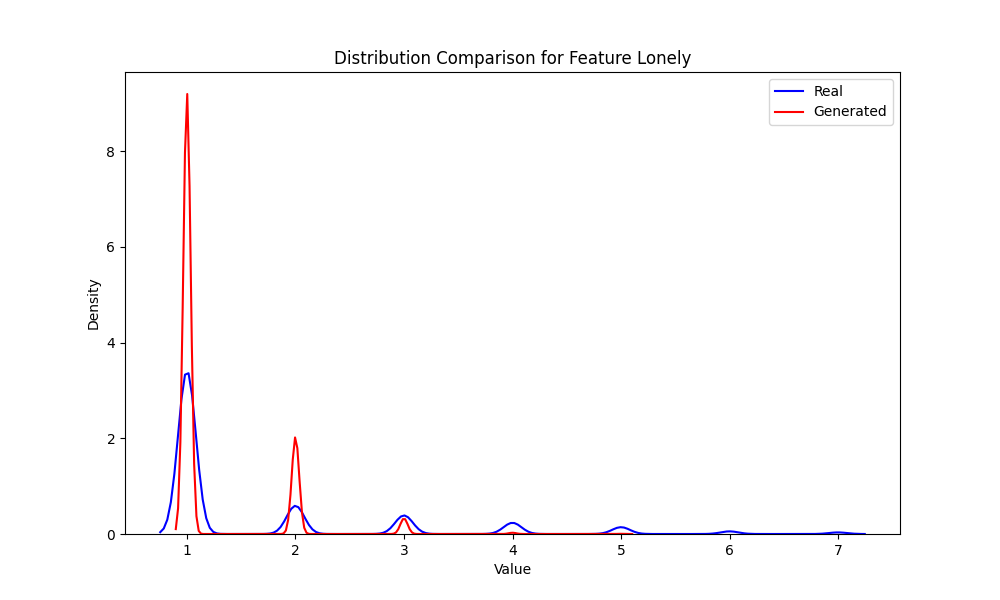 Distribution Comparison for Feature Lonely
Real
Generated
Density
8
6
4
2
0
1 2 3 4 5 6 7
Value